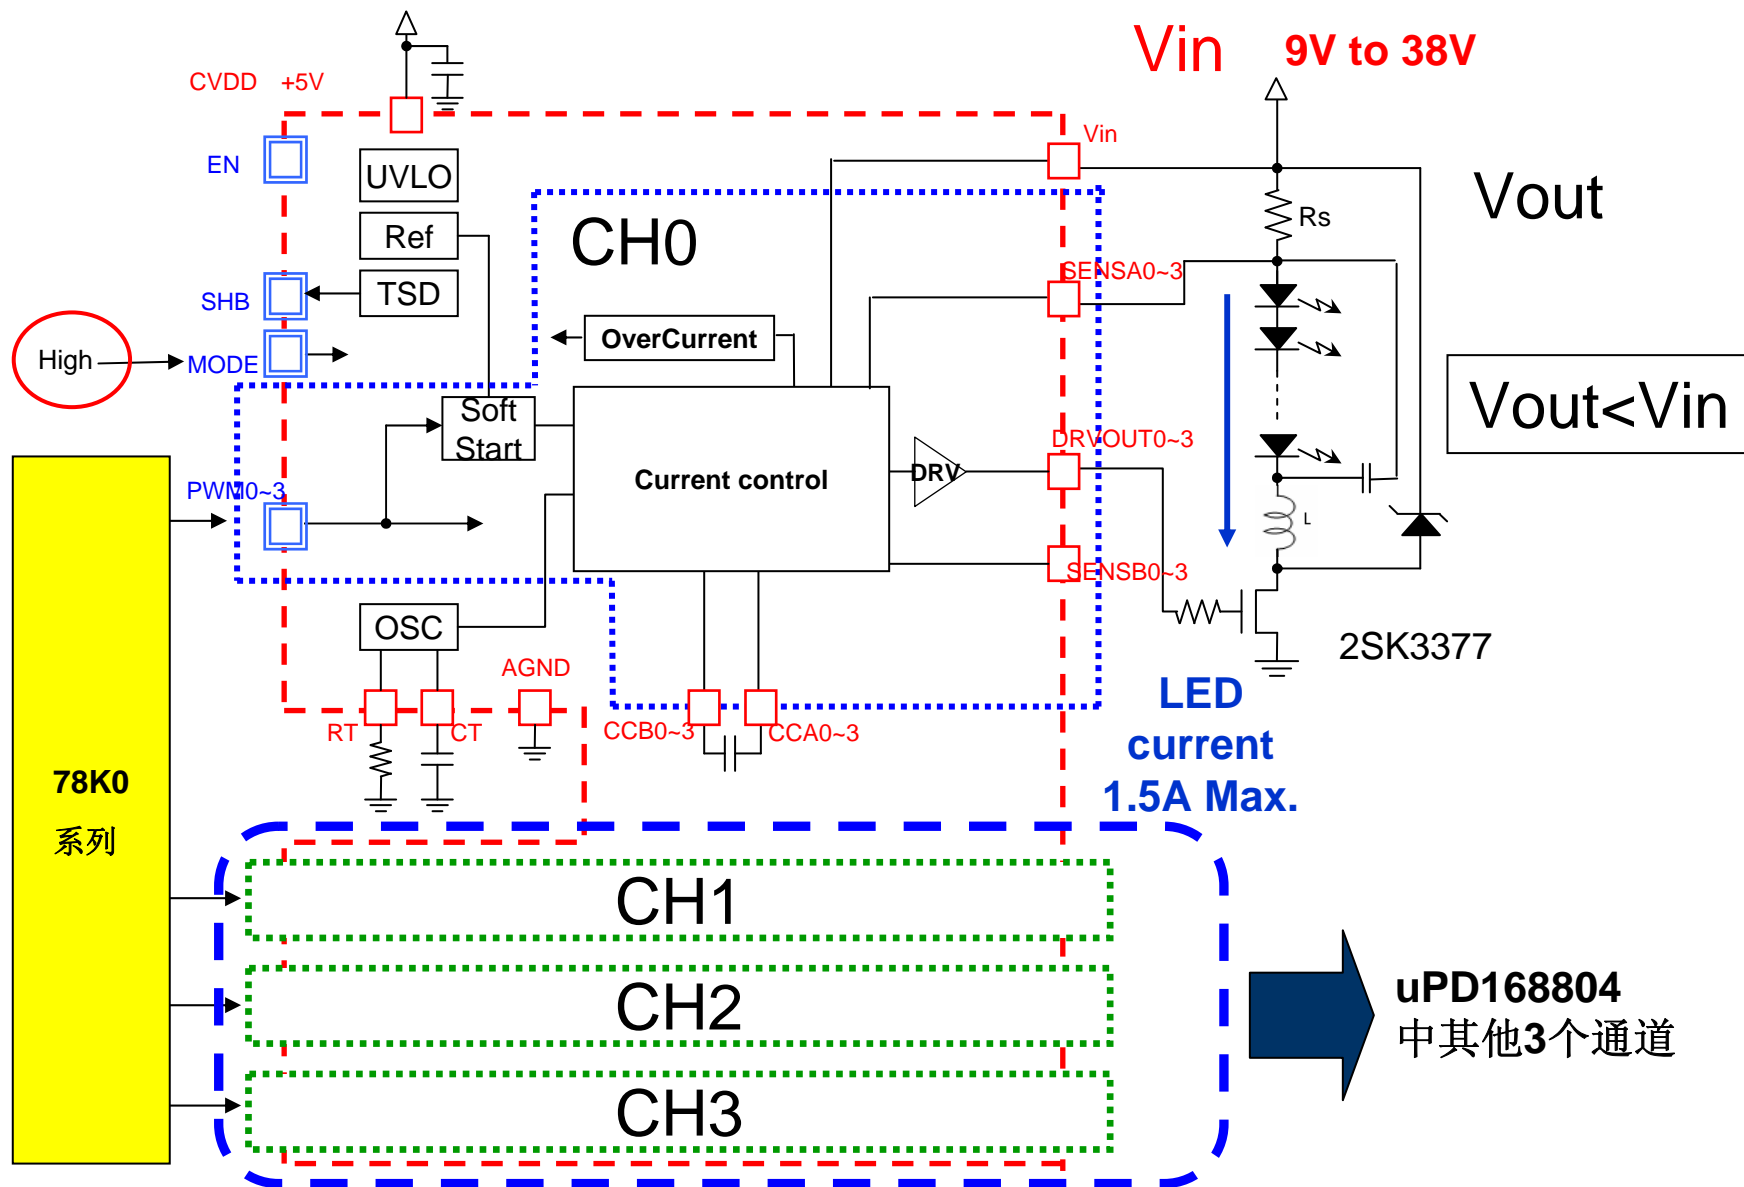 Vin 9V to 38V
CVDD +5V
Vin
EN
UVLO
Vout
Ref
CH0
Rs
SENSA0~3
SHB
TSD
OverCurrent
High
MODE
Vout<Vin
Soft
Start
DRVOUT0~3
Current control
DRV
PWM0~3
L
SENSB0~3
OSC
2SK3377
AGND
LED
current
1.5A Max.
RT
CT
CCB0~3
CCA0~3
78K0
系列
CH1
CH2
CH3
uPD168804
中其他3个通道